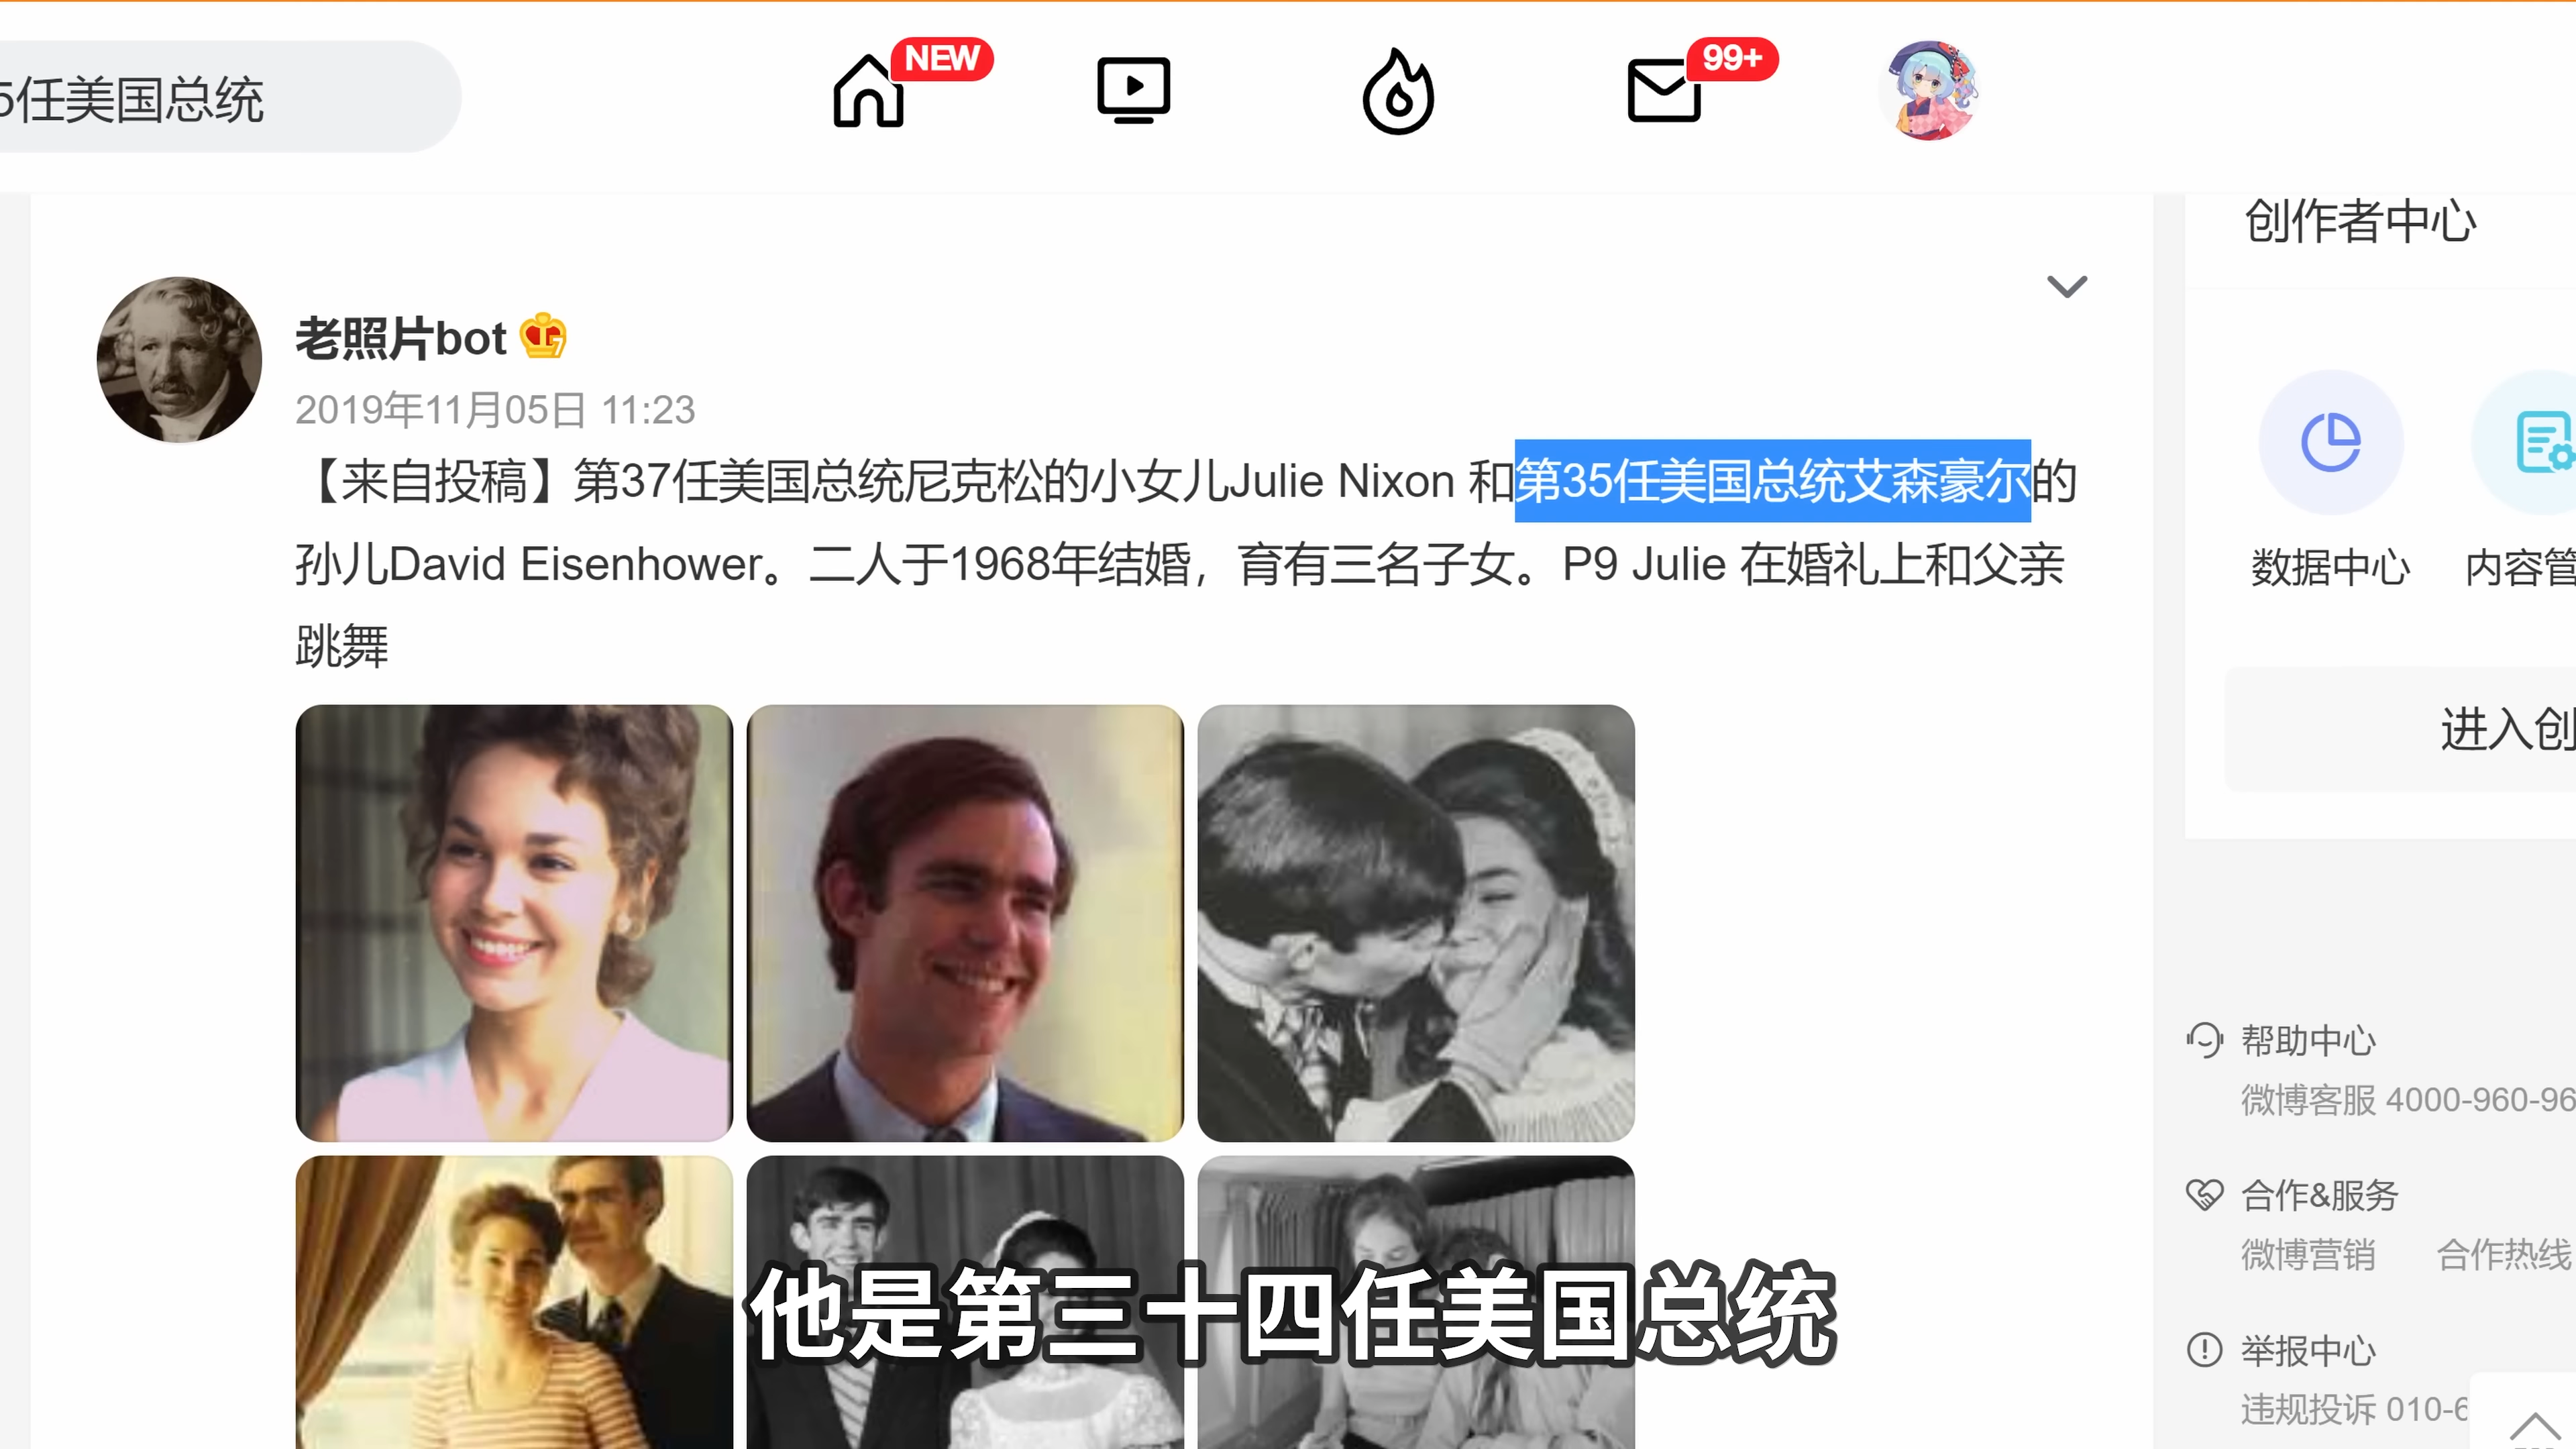 5任美国总统
NEW
99+
创作者中心
老照片bot
2019年11月05日 11:23
【来自投稿】第37任美国总统尼克松的小女儿Julie Nixon 和第35任美国总统艾森豪尔的
孙儿David Eisenhower。二人于1968年结婚，育有三名子女。P9 Julie 在婚礼上和父亲
跳舞
数据中心
内容管
进入创
帮助中心
微博客服 4000-960-96
合作&服务
微博营销 合作热线
举报中心
违规投诉 010-6
他是第三十四任美国总统